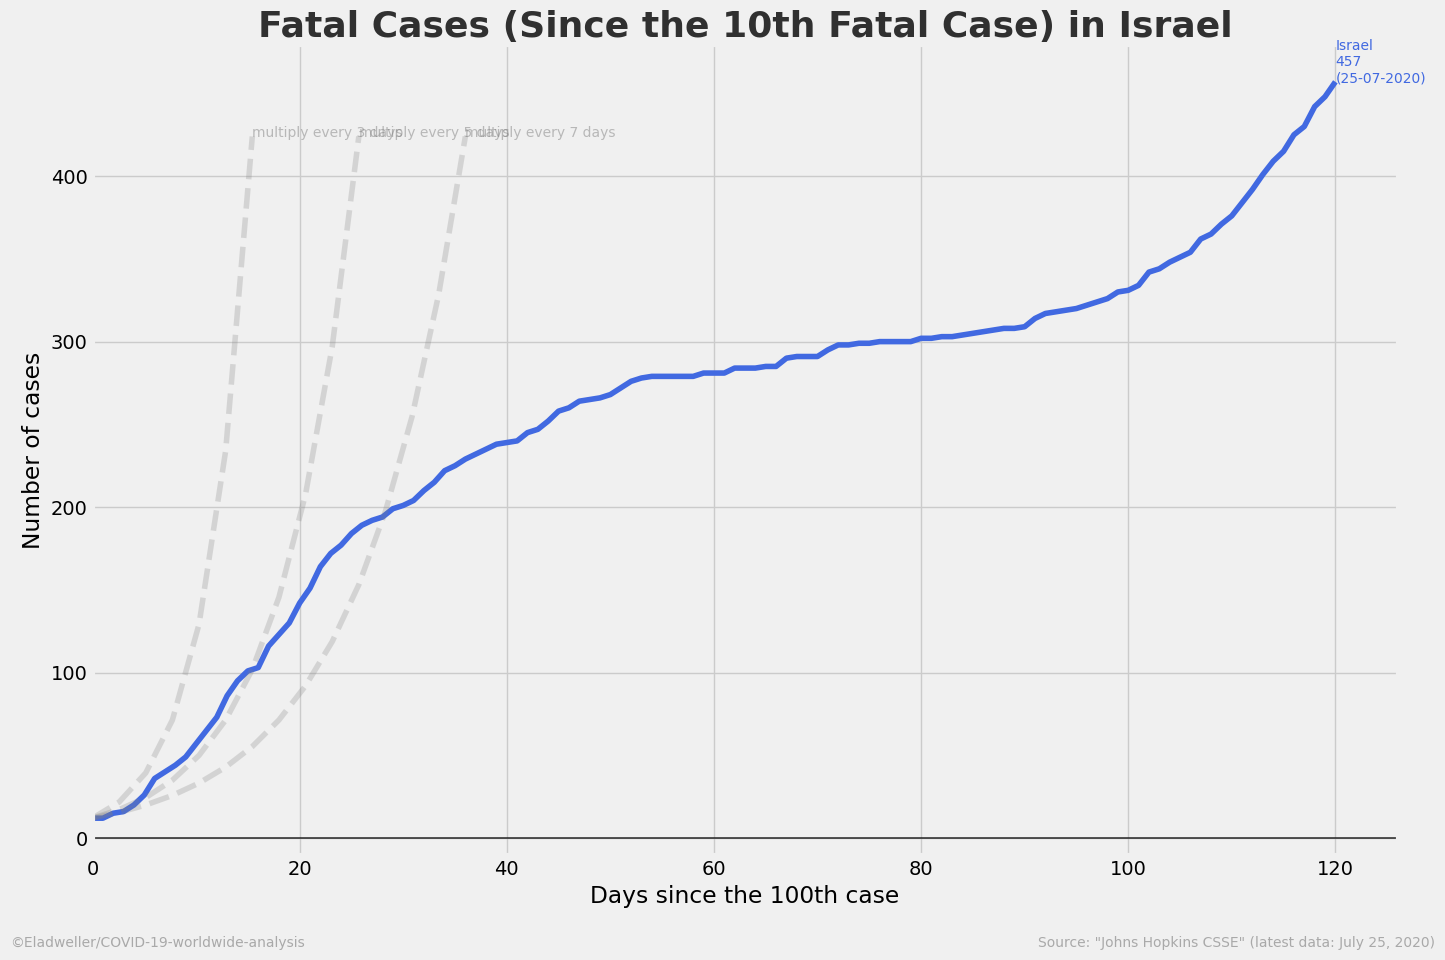 Fatal Cases (Since the 10th Fatal Case) in Israel
Israel
457
(25-07-2020)
multiply every 3 days
multiply every 5 days
multiply every 7 days
400
300
200
100
0
Number of cases
0 20 40 60 80 100 120
Days since the 100th case
©Eladweller/COVID-19-worldwide-analysis
Source: "Johns Hopkins CSSE" (latest data: July 25, 2020)